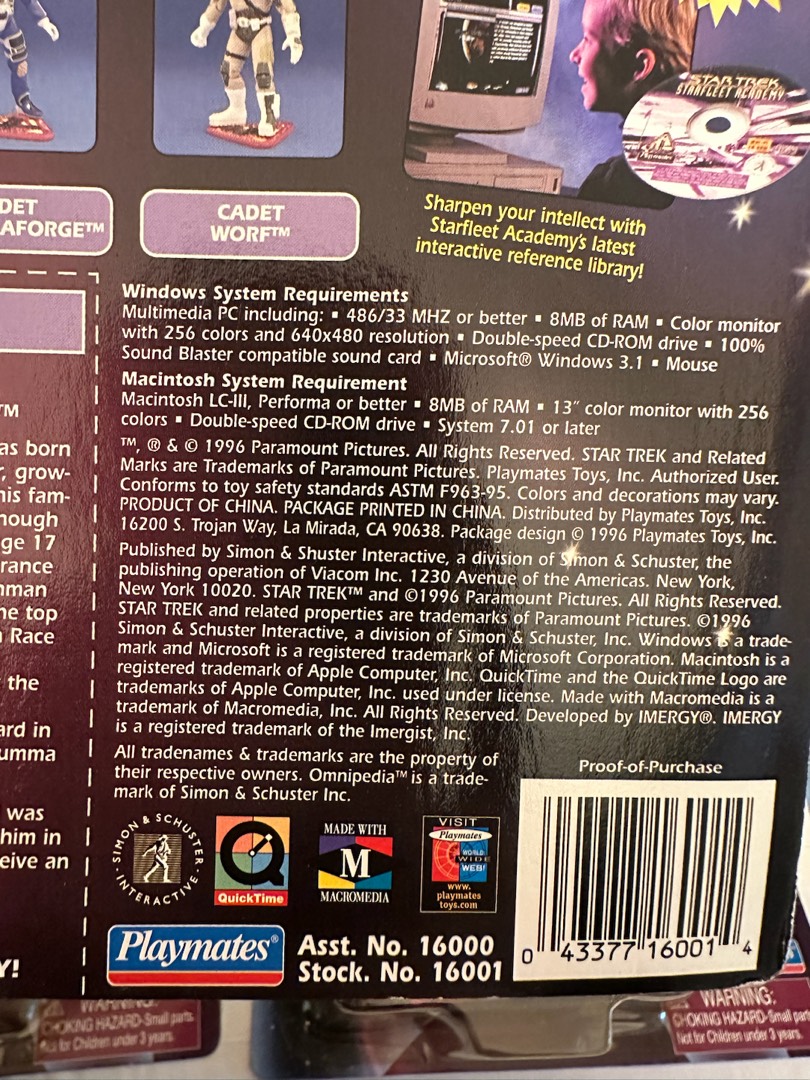 STAR TREK
STARFLEET ACADEMY
DET
AFORGE™
CADET
WORF™
Sharpen your intellect with
Starfleet Academy's latest
interactive reference library!
Windows System Requirements
Multimedia PC including: ▪ 486/33 MHZ or better ▪ 8MB of RAM ▪ Color monitor
with 256 colors and 640x480 resolution ▪ Double-speed CD-ROM drive ▪ 100%
Sound Blaster compatible sound card ▪ Microsoft® Windows 3.1 ▪ Mouse
Macintosh System Requirement
Macintosh LC-III, Performa or better ▪ 8MB of RAM ▪ 13″ color monitor with 256
colors ▪ Double-speed CD-ROM drive ▪ System 7.01 or later
™, ® & © 1996 Paramount Pictures. All Rights Reserved. STAR TREK and Related
Marks are Trademarks of Paramount Pictures. Playmates Toys, Inc. Authorized User.
Conforms to toy safety standards ASTM F963-95. Colors and decorations may vary.
PRODUCT OF CHINA. PACKAGE PRINTED IN CHINA. Distributed by Playmates Toys, Inc.
16200 S. Trojan Way, La Mirada, CA 90638. Package design © 1996 Playmates Toys, Inc.
Published by Simon & Shuster Interactive, a division of Simon & Schuster, the
publishing operation of Viacom Inc. 1230 Avenue of the Americas. New York,
New York 10020. STAR TREK™ and ©1996 Paramount Pictures. All Rights Reserved.
STAR TREK and related properties are trademarks of Paramount Pictures. ©1996
Simon & Schuster Interactive, a division of Simon & Schuster, Inc. Windows is a trade-
mark and Microsoft is a registered trademark of Microsoft Corporation. Macintosh is a
registered trademark of Apple Computer, Inc. QuickTime and the QuickTime Logo are
trademarks of Apple Computer, Inc. used under license. Made with Macromedia is a
trademark of Macromedia, Inc. All Rights Reserved. Developed by IMERGY®. IMERGY
is a registered trademark of the Imergist, Inc.
All tradenames & trademarks are the property of
their respective owners. Omnipedia™ is a trade-
mark of Simon & Schuster Inc.
TM
as born
r, grow-
his fam-
hough
ge 17
rance
man
he top
Race
the
ard in
umma
was
him in
eive an
Y!
Proof-of-Purchase
SIMON & SCHUSTER
INTERACTIVE
QuickTime
MADE WITH
M
MACROMEDIA
VISIT
Playmates
WORLD
WIDE
WEB!
www.
playmates
toys.com
Playmates®
Asst. No. 16000
Stock. No. 16001
0 43377 16001 4
WARNING:
CHOKING HAZARD-Small parts.
Not for Children under 3 years.
WARNING:
CHOKING HAZARD-Small part
Not for Children under 3 years.